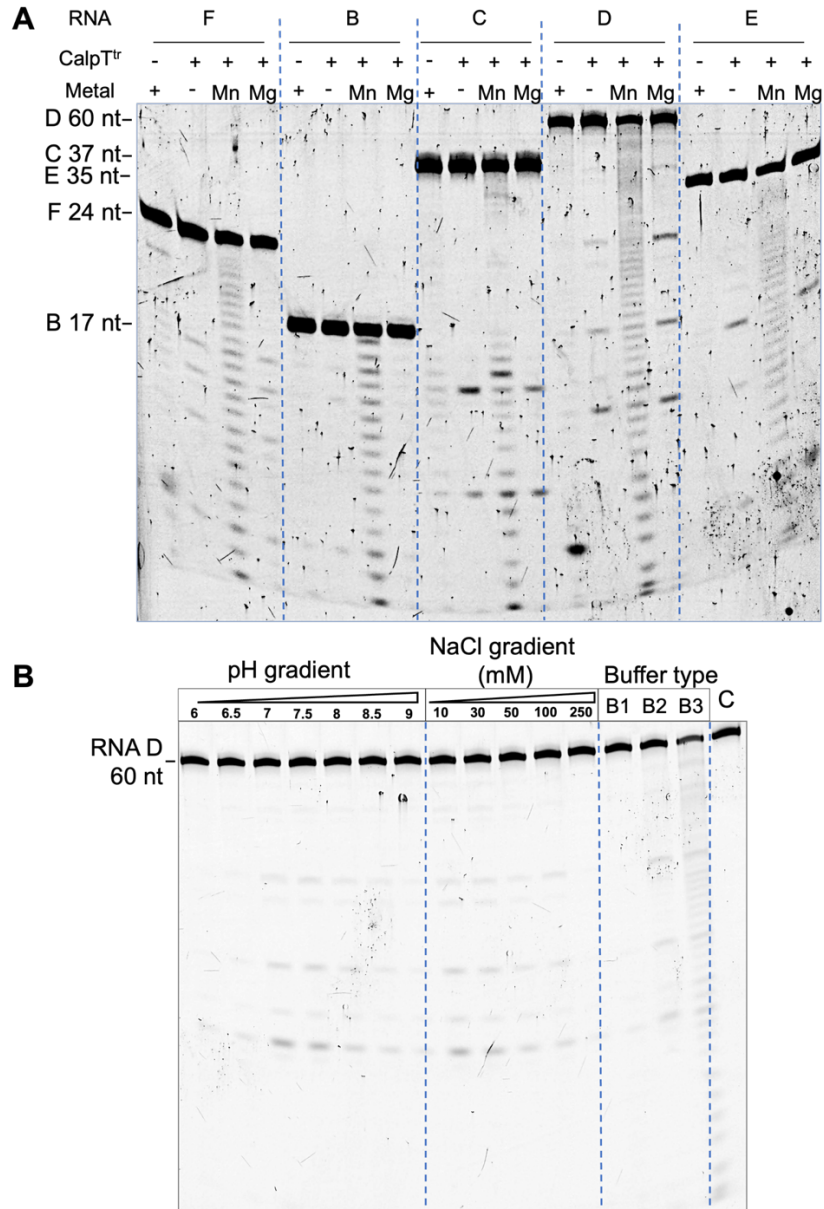 A
RNA F B C D E
CalpTtr - + + + - + + + - + + + - + + + - + + +
Metal + - Mn Mg + - Mn Mg + - Mn Mg + - Mn Mg + - Mn Mg
D 60 nt
C 37 nt
E 35 nt
F 24 nt
B 17 nt
B
pH gradient
NaCl gradient
(mM)
Buffer type
6 6.5 7 7.5 8 8.5 9 10 30 50 100 250 B1 B2 B3 C
RNA D
60 nt